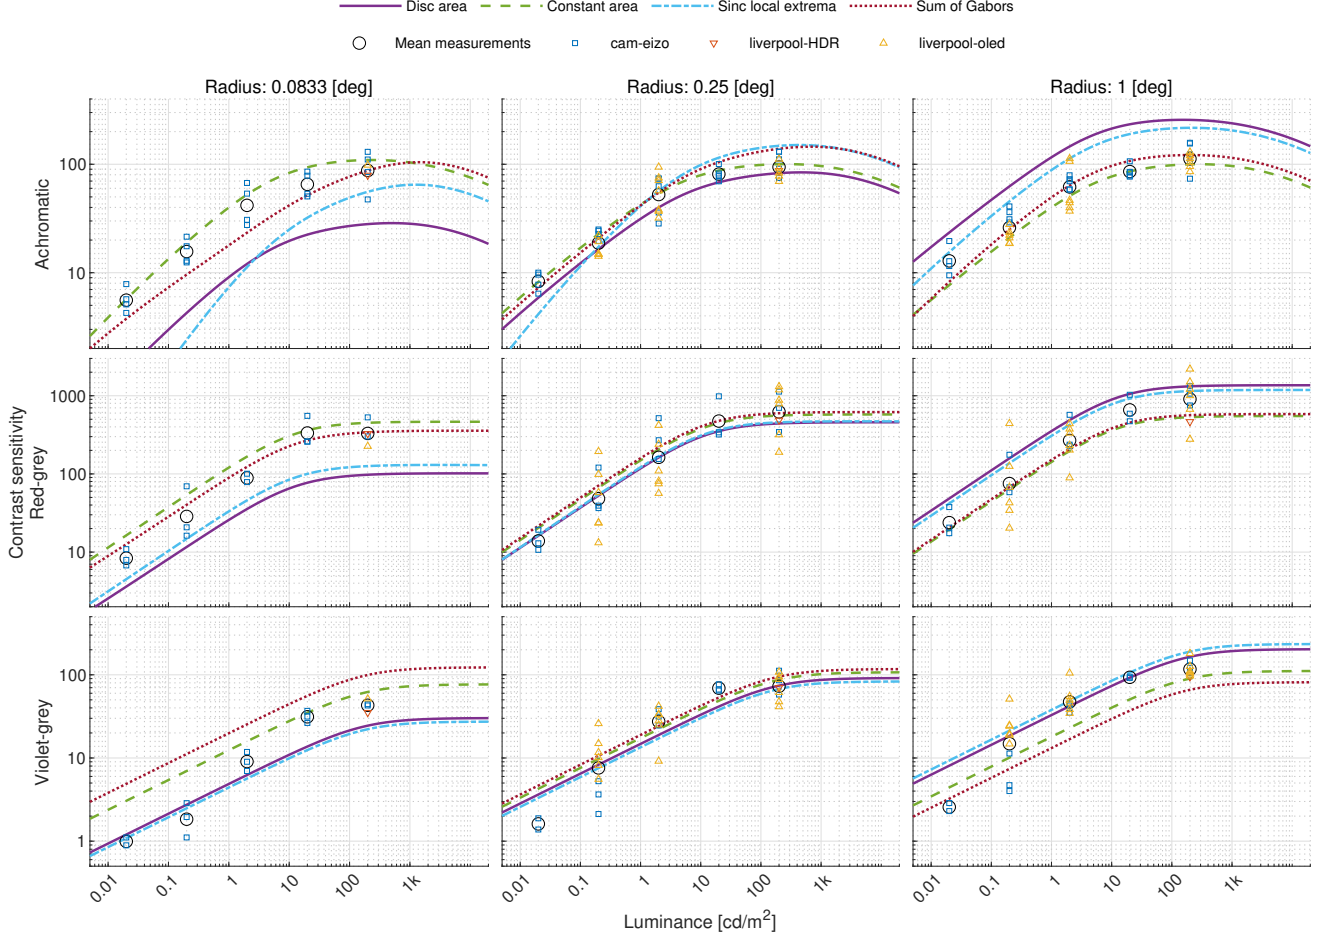 Disc area Constant area Sinc local extrema Sum of Gabors
Mean measurements cam-eizo liverpool-HDR liverpool-oled
Radius: 0.0833 [deg] Radius: 0.25 [deg] Radius: 1 [deg]
Achromatic
100
10
Contrast sensitivity
Red-grey
1000
100
10
Violet-grey
100
10
1
0.01 0.1 1 10 100 1k 0.01 0.1 1 10 100 1k 0.01 0.1 1 10 100 1k
Luminance [cd/m²]